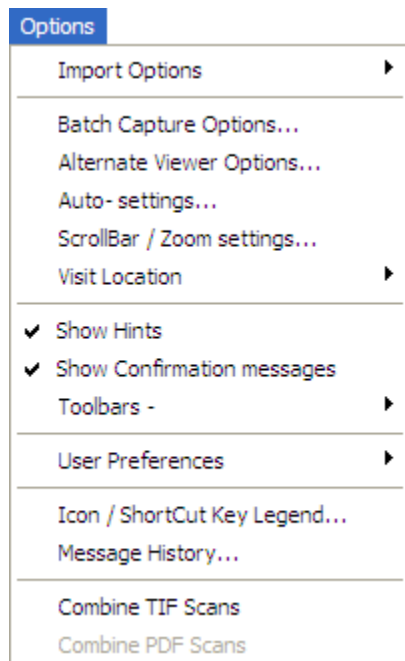 Options
Import Options
Batch Capture Options...
Alternate Viewer Options...
Auto- settings...
ScrollBar / Zoom settings...
Visit Location
Show Hints
Show Confirmation messages
Toolbars -
User Preferences
Icon / ShortCut Key Legend...
Message History...
Combine TIF Scans
Combine PDF Scans